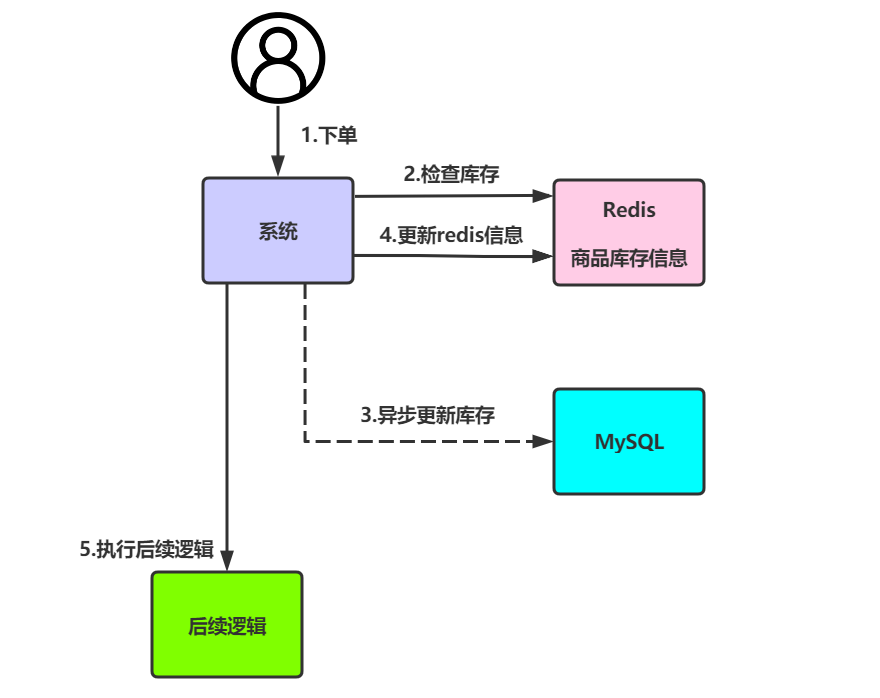 1.下单
2.检查库存
系统
Redis
4.更新redis信息
商品库存信息
3.异步更新库存
MySQL
5.执行后续逻辑
后续逻辑